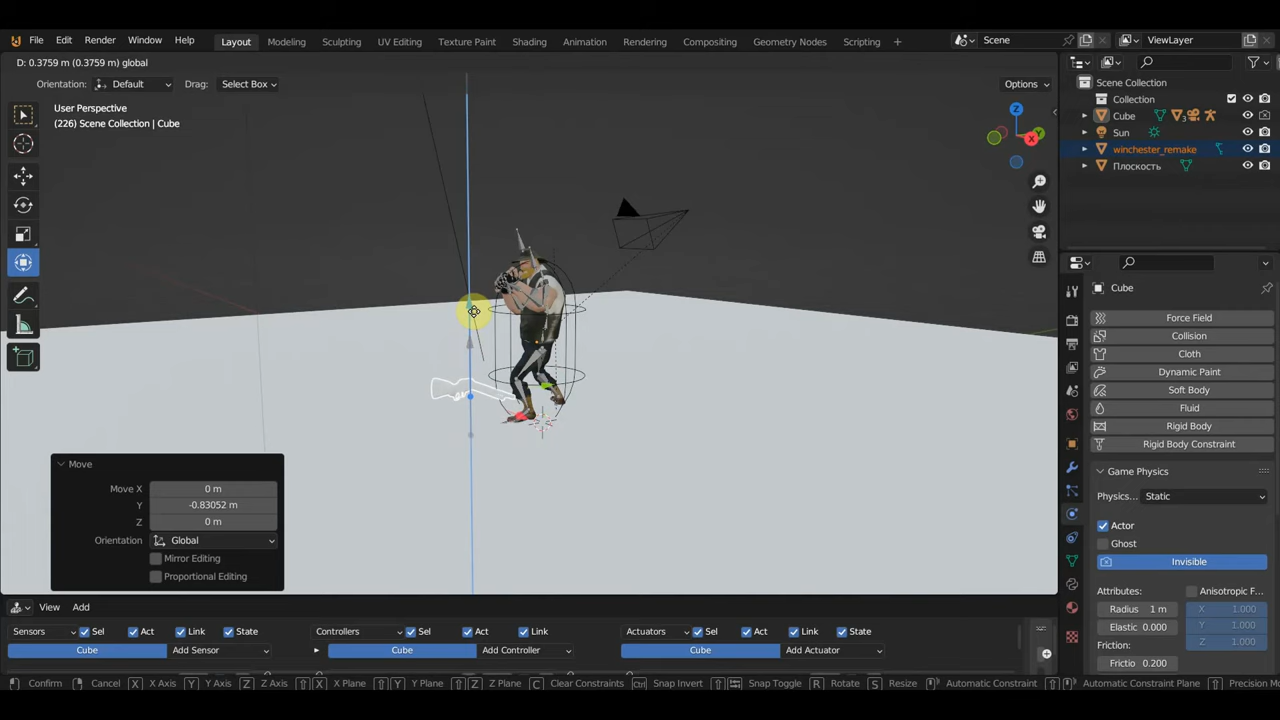 File Edit Render Window Help Layout Modeling Sculpting UV Editing Texture Paint Shading Animation Rendering Compositing Geometry Nodes Scripting + Scene ViewLayer
D: 0.3759 m (0.3759 m) global
Orientation: Default Drag: Select Box Options
User Perspective
(226) Scene Collection | Cube
Z
Y
X
Scene Collection
Collection
Cube 3
Sun
winchester_remake
Плоскость
Cube
Force Field
Collision
Cloth
Dynamic Paint
Soft Body
Fluid
Rigid Body
Rigid Body Constraint
Game Physics
Physics... Static
Actor
Ghost
Invisible
Attributes: Anisotropic F...
Radius 1 m X 1.000
Elastic 0.000 Y 1.000
Friction: Z 1.000
Frictio 0.200
Move
Move X 0 m
Y -0.83052 m
Z 0 m
Orientation Global
Mirror Editing
Proportional Editing
View Add
Sensors Sel Act Link State Controllers Sel Act Link Actuators Sel Act Link State
Cube Add Sensor Cube Add Controller Cube Add Actuator
Confirm Cancel X X Axis Y Y Axis Z Z Axis X X Plane Y Y Plane Z Z Plane C Clear Constraints Ctrl Snap Invert Snap Toggle R Rotate S Resize Automatic Constraint Automatic Constraint Plane Precision Mo